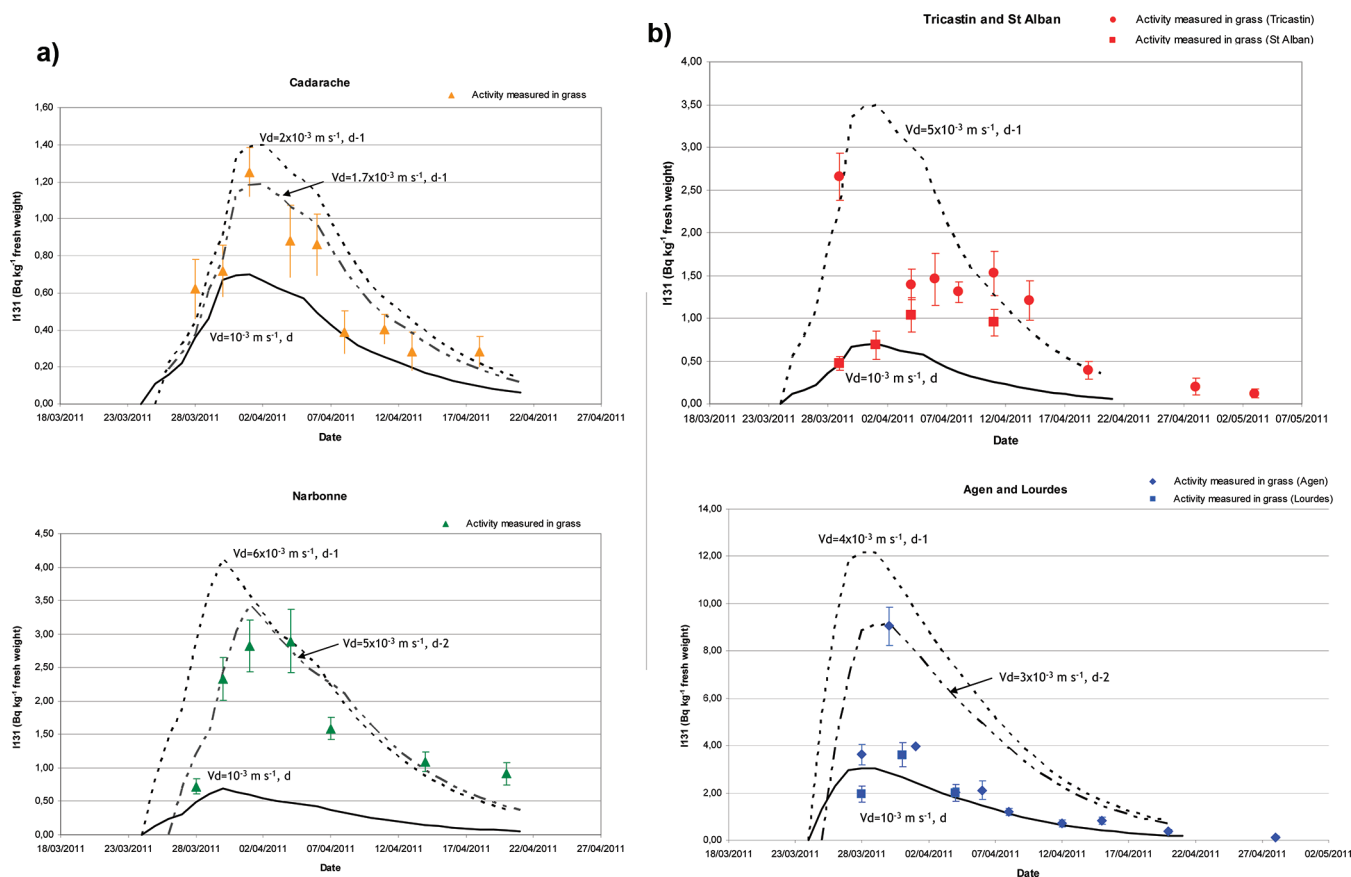 a)
Cadarache
Activity measured in grass
I131 (Bq kg⁻¹ fresh weight)
1,60
1,40
1,20
1,00
0,80
0,60
0,40
0,20
0,00
Vd=2x10⁻³ m s⁻¹, d-1
Vd=1.7x10⁻³ m s⁻¹, d-1
Vd=10⁻³ m s⁻¹, d
18/03/2011 23/03/2011 28/03/2011 02/04/2011 07/04/2011 12/04/2011 17/04/2011 22/04/2011 27/04/2011
Date
Narbonne
Activity measured in grass
I131 (Bq kg⁻¹ fresh weight)
4,50
4,00
3,50
3,00
2,50
2,00
1,50
1,00
0,50
0,00
Vd=6x10⁻³ m s⁻¹, d-1
Vd=5x10⁻³ m s⁻¹, d-2
Vd=10⁻³ m s⁻¹, d
18/03/2011 23/03/2011 28/03/2011 02/04/2011 07/04/2011 12/04/2011 17/04/2011 22/04/2011 27/04/2011
Date
b)
Tricastin and St Alban
Activity measured in grass (Tricastin)
Activity measured in grass (St Alban)
I131 (Bq kg⁻¹ fresh weight)
4,00
3,50
3,00
2,50
2,00
1,50
1,00
0,50
0,00
Vd=5x10⁻³ m s⁻¹, d-1
Vd=10⁻³ m s⁻¹, d
18/03/2011 23/03/2011 28/03/2011 02/04/2011 07/04/2011 12/04/2011 17/04/2011 22/04/2011 27/04/2011 02/05/2011 07/05/2011
Date
Agen and Lourdes
Activity measured in grass (Agen)
Activity measured in grass (Lourdes)
I131 (Bq kg⁻¹ fresh weight)
14,00
12,00
10,00
8,00
6,00
4,00
2,00
0,00
Vd=4x10⁻³ m s⁻¹, d-1
Vd=3x10⁻³ m s⁻¹, d-2
Vd=10⁻³ m s⁻¹, d
18/03/2011 23/03/2011 28/03/2011 02/04/2011 07/04/2011 12/04/2011 17/04/2011 22/04/2011 27/04/2011 02/05/2011
Date